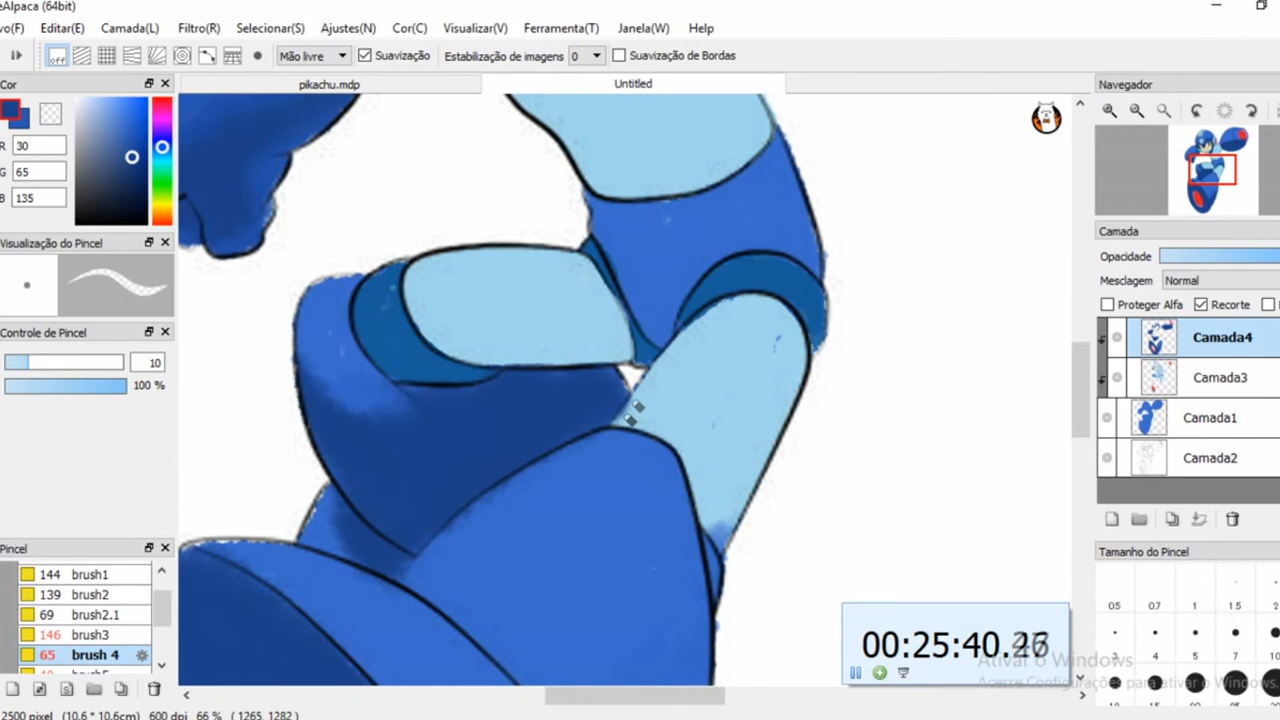 eAlpaca (64bit)
vo(F) Editar(E) Camada(L) Filtro(R) Selecionar(S) Ajustes(N) Cor(C) Visualizar(V) Ferramenta(T) Janela(W) Help
off Mão livre Suavização Estabilização de imagens 0 Suavização de Bordas
Cor pikachu.mdp Untitled Navegador
R 30
G 65
B 135
Visualização do Pincel
Camada
Opacidade
Mesclagem Normal
Proteger Alfa Recorte
Controle de Pincel
10
100 %
Camada4
Camada3
Camada1
Camada2
Pincel
144 brush1
139 brush2
69 brush2.1
146 brush3
65 brush 4
Tamanho do Pincel
0.5 0.7 1 1.5 2
3 4 5 7 10
00:25:40.
Ativar o Windows
Acesse Configurações para ativar o Windows.
2500 pixel (10.6 * 10.6cm) 600 dpi 66 % ( 1265, 1282 )